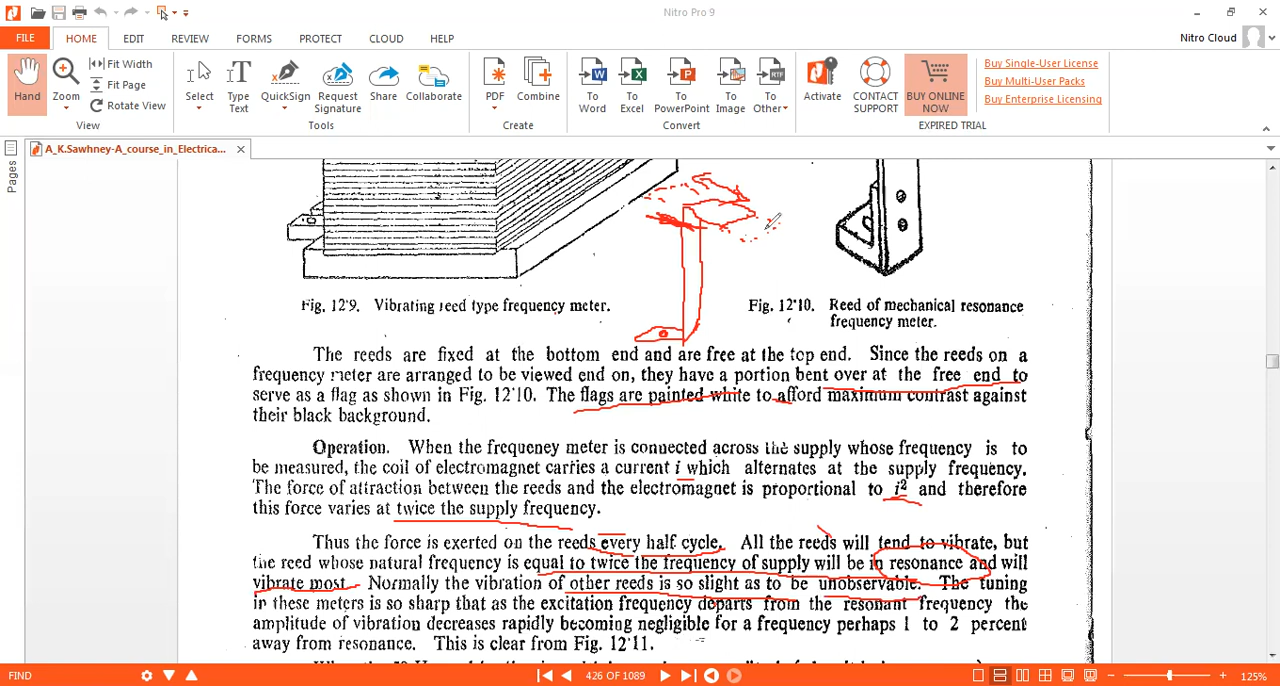 Nitro Pro 9
FILE HOME EDIT REVIEW FORMS PROTECT CLOUD HELP
Nitro Cloud
Hand
Zoom
Fit Width
Fit Page
Rotate View
View
Select
Type Text
QuickSign
Request Signature
Share
Collaborate
Tools
PDF
Combine
Create
To Word
To Excel
To PowerPoint
To Image
To Other
Convert
Activate
CONTACT SUPPORT
BUY ONLINE NOW
Buy Single-User License
Buy Multi-User Packs
Buy Enterprise Licensing
EXPIRED TRIAL
Pages
A_K.Sawhney-A_course_in_Electrica...
Fig. 12·9. Vibrating reed type frequency meter.
Fig. 12·10. Reed of mechanical resonance
frequency meter.
The reeds are fixed at the bottom end and are free at the top end. Since the reeds on a
frequency meter are arranged to be viewed end on, they have a portion bent over at the free end to
serve as a flag as shown in Fig. 12·10. The flags are painted white to afford maximum contrast against
their black background.
Operation. When the frequency meter is connected across the supply whose frequency is to
be measured, the coil of electromagnet carries a current i which alternates at the supply frequency.
The force of attraction between the reeds and the electromagnet is proportional to i² and therefore
this force varies at twice the supply frequency.
Thus the force is exerted on the reeds every half cycle. All the reeds will tend to vibrate, but
the reed whose natural frequency is equal to twice the frequency of supply will be in resonance and will
vibrate most. Normally the vibration of other reeds is so slight as to be unobservable. The tuning
in these meters is so sharp that as the excitation frequency departs from the resonant frequency the
amplitude of vibration decreases rapidly becoming negligible for a frequency perhaps 1 to 2 percent
away from resonance. This is clear from Fig. 12·11.
FIND
426 OF 1089
125%